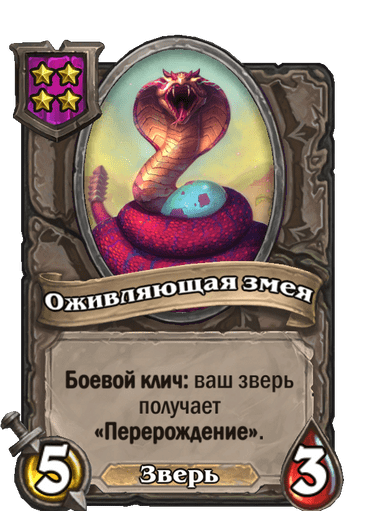 Оживляющая змея
Боевой клич: ваш зверь
получает
«Перерождение».
5
Зверь
3